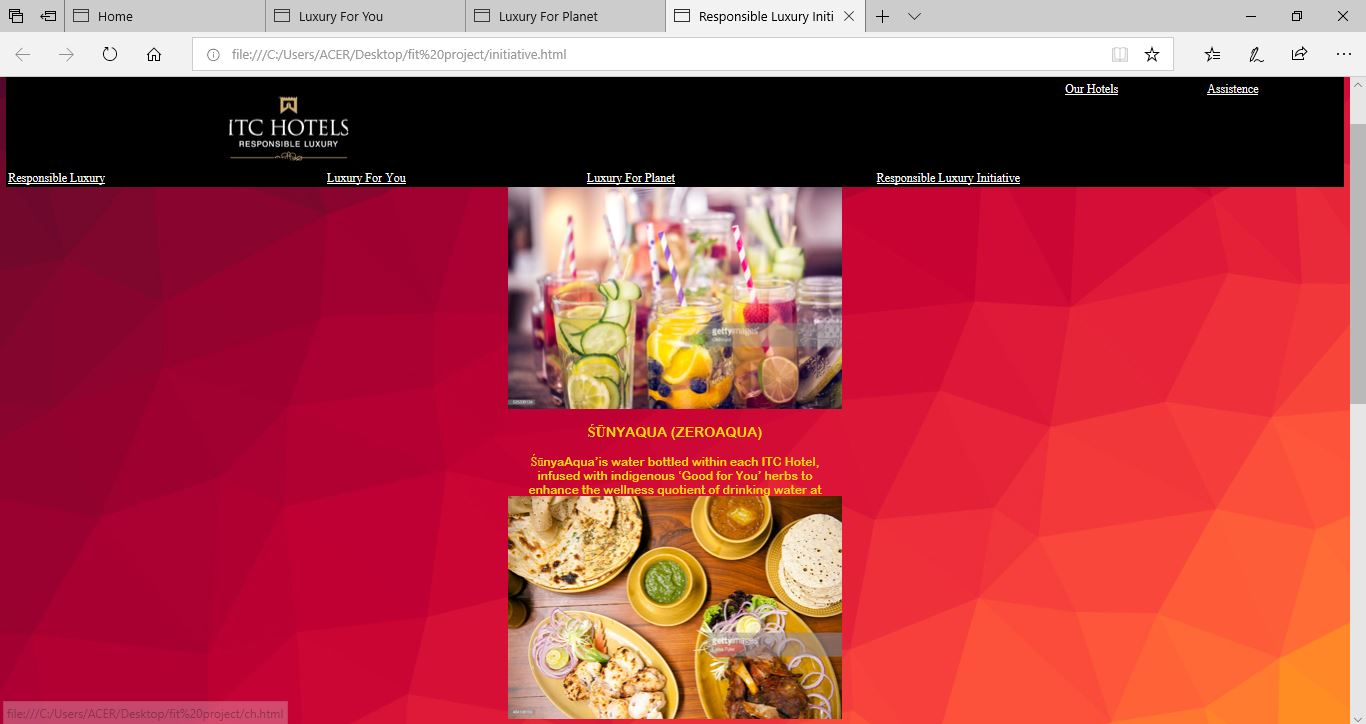 Home
Luxury For You
Luxury For Planet
Responsible Luxury Initi
file:///C:/Users/ACER/Desktop/fit%20project/initiative.html
Our Hotels
Assistence
ITC HOTELS
RESPONSIBLE LUXURY
Responsible Luxury
Luxury For You
Luxury For Planet
Responsible Luxury Initiative
gettyimages
ŚŪNYAQUA (ZEROAQUA)
ŚūnyaAqua’is water bottled within each ITC Hotel,
infused with indigenous ‘Good for You’ herbs to
enhance the wellness quotient of drinking water at
gettyimages
file:///C:/Users/ACER/Desktop/fit%20project/ch.html